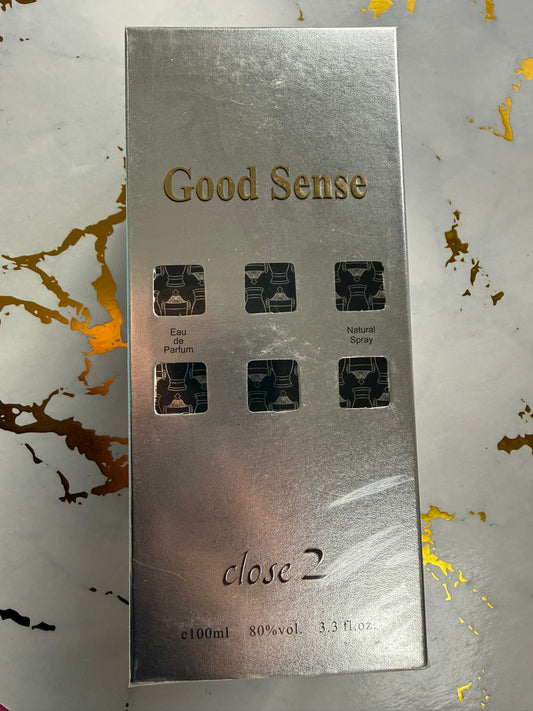 Good Sense
Eau
de
Parfum
Natural
Spray
close 2
e100ml 80%vol. 3.3 fl.oz.